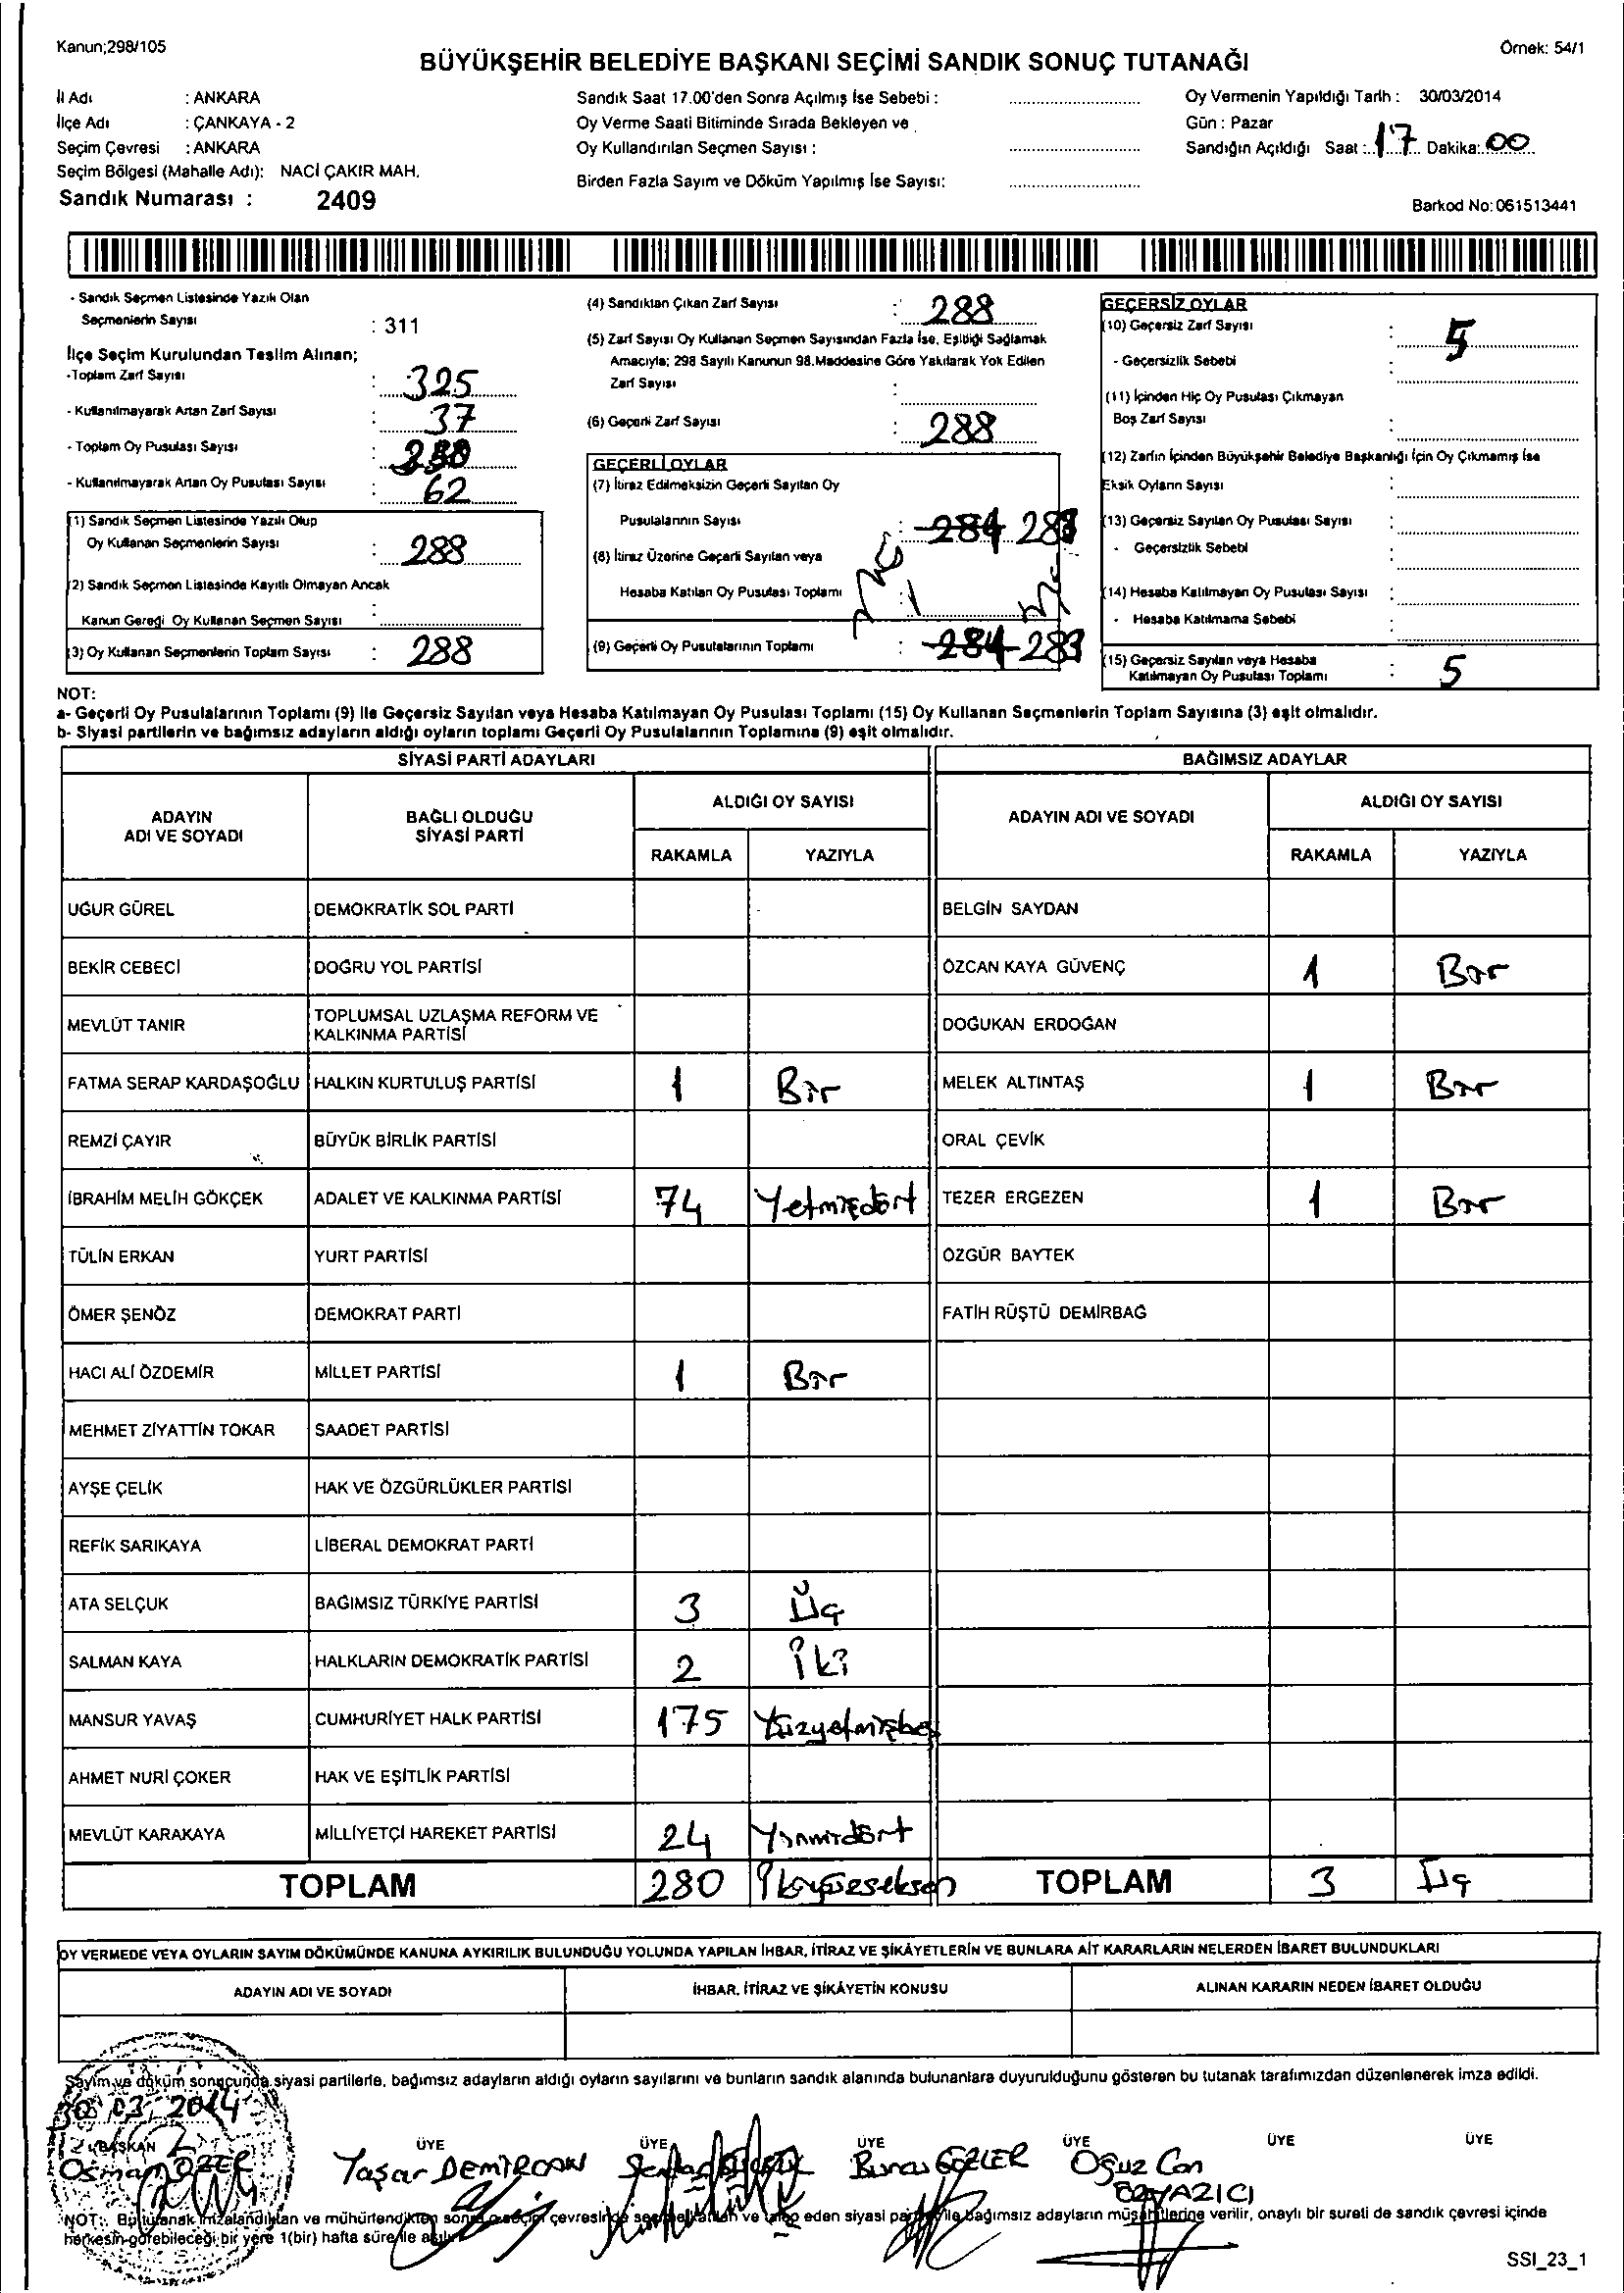 Kanun;298/105
Örnek: 54/1
BÜYÜKŞEHİR BELEDİYE BAŞKANI SEÇİMİ SANDIK SONUÇ TUTANAĞI
İl Adı : ANKARA
İlçe Adı : ÇANKAYA - 2
Seçim Çevresi : ANKARA
Seçim Bölgesi (Mahalle Adı): NACİ ÇAKIR MAH.
Sandık Numarası : 2409
Sandık Saat 17.00'den Sonra Açılmış İse Sebebi :
Oy Verme Saati Bitiminde Sırada Bekleyen ve
Oy Kullandırılan Seçmen Sayısı :
Birden Fazla Sayım ve Döküm Yapılmış İse Sayısı:
Oy Vermenin Yapıldığı Tarih : 30/03/2014
Gün : Pazar
Sandığın Açıldığı Saat : 17 Dakika: 00
Barkod No: 061513441
- Sandık Seçmen Listesinde Yazılı Olan
Seçmenlerin Sayısı : 311
İlçe Seçim Kurulundan Teslim Alınan;
-Toplam Zarf Sayısı : 325
- Kullanılmayarak Artan Zarf Sayısı : 37
- Toplam Oy Pusulası Sayısı :
- Kullanılmayarak Artan Oy Pusulası Sayısı : 62
(1) Sandık Seçmen Listesinde Yazılı Olup
Oy Kullanan Seçmenlerin Sayısı : 288
(2) Sandık Seçmen Listesinde Kayıtlı Olmayan Ancak
Kanun Gereği Oy Kullanan Seçmen Sayısı :
(3) Oy Kullanan Seçmenlerin Toplam Sayısı : 288
(4) Sandıktan Çıkan Zarf Sayısı : 288
(5) Zarf Sayısı Oy Kullanan Seçmen Sayısından Fazla İse, Eşitliği Sağlamak
Amacıyla; 298 Sayılı Kanunun 98.Maddesine Göre Yakılarak Yok Edilen
Zarf Sayısı :
(6) Geçerli Zarf Sayısı : 288
GEÇERLİ OYLAR
(7) İtiraz Edilmeksizin Geçerli Sayılan Oy
Pusulalarının Sayısı : 284 283
(8) İtiraz Üzerine Geçerli Sayılan veya
Hesaba Katılan Oy Pusulası Toplamı :
(9) Geçerli Oy Pusulalarının Toplamı : 284 283
GEÇERSİZ OYLAR
(10) Geçersiz Zarf Sayısı : 5
- Geçersizlik Sebebi :
(11) İçinden Hiç Oy Pusulası Çıkmayan
Boş Zarf Sayısı :
(12) Zarfın İçinden Büyükşehir Belediye Başkanlığı İçin Oy Çıkmamış İse
Eksik Oyların Sayısı :
(13) Geçersiz Sayılan Oy Pusulası Sayısı :
- Geçersizlik Sebebi :
(14) Hesaba Katılmayan Oy Pusulası Sayısı :
- Hesaba Katılmama Sebebi :
(15) Geçersiz Sayılan veya Hesaba
Katılmayan Oy Pusulası Toplamı : 5
NOT:
a- Geçerli Oy Pusulalarının Toplamı (9) ile Geçersiz Sayılan veya Hesaba Katılmayan Oy Pusulası Toplamı (15) Oy Kullanan Seçmenlerin Toplam Sayısına (3) eşit olmalıdır.
b- Siyasi partilerin ve bağımsız adayların aldığı oyların toplamı Geçerli Oy Pusulalarının Toplamına (9) eşit olmalıdır.
SİYASİ PARTİ ADAYLARI BAĞIMSIZ ADAYLAR
ADAYIN ADI VE SOYADI BAĞLI OLDUĞU SİYASİ PARTİ ALDIĞI OY SAYISI ADAYIN ADI VE SOYADI ALDIĞI OY SAYISI
RAKAMLA YAZIYLA RAKAMLA YAZIYLA
UĞUR GÜREL DEMOKRATİK SOL PARTİ BELGİN SAYDAN
BEKİR CEBECİ DOĞRU YOL PARTİSİ ÖZCAN KAYA GÜVENÇ 1 Bir
MEVLÜT TANIR TOPLUMSAL UZLAŞMA REFORM VE KALKINMA PARTİSİ DOĞUKAN ERDOĞAN
FATMA SERAP KARDAŞOĞLU HALKIN KURTULUŞ PARTİSİ 1 Bir MELEK ALTINTAŞ 1 Bir
REMZİ ÇAYIR BÜYÜK BİRLİK PARTİSİ ORAL ÇEVİK
İBRAHİM MELİH GÖKÇEK ADALET VE KALKINMA PARTİSİ 74 Yetmişdört TEZER ERGEZEN 1 Bir
TÜLİN ERKAN YURT PARTİSİ ÖZGÜR BAYTEK
ÖMER ŞENÖZ DEMOKRAT PARTİ FATİH RÜŞTÜ DEMİRBAĞ
HACI ALİ ÖZDEMİR MİLLET PARTİSİ 1 Bir
MEHMET ZİYATTİN TOKAR SAADET PARTİSİ
AYŞE ÇELİK HAK VE ÖZGÜRLÜKLER PARTİSİ
REFİK SARIKAYA LİBERAL DEMOKRAT PARTİ
ATA SELÇUK BAĞIMSIZ TÜRKİYE PARTİSİ 3 Üç
SALMAN KAYA HALKLARIN DEMOKRATİK PARTİSİ 2 İki
MANSUR YAVAŞ CUMHURİYET HALK PARTİSİ 175 Yüzyetmişbeş
AHMET NURİ ÇOKER HAK VE EŞİTLİK PARTİSİ
MEVLÜT KARAKAYA MİLLİYETÇİ HAREKET PARTİSİ 24 Yirmidört
TOPLAM 280 İkiyüzseksen TOPLAM 3 Üç
OY VERMEDE VEYA OYLARIN SAYIM DÖKÜMÜNDE KANUNA AYKIRILIK BULUNDUĞU YOLUNDA YAPILAN İHBAR, İTİRAZ VE ŞİKÂYETLERİN VE BUNLARA AİT KARARLARIN NELERDEN İBARET BULUNDUKLARI
ADAYIN ADI VE SOYADI İHBAR, İTİRAZ VE ŞİKÂYETİN KONUSU ALINAN KARARIN NEDEN İBARET OLDUĞU
Sayım ve döküm sonucunda siyasi partilerle, bağımsız adayların aldığı oyların sayılarını ve bunların sandık alanında bulunanlara duyurulduğunu gösteren bu tutanak tarafımızdan düzenlenerek imza edildi.
30 03 2014
BAŞKAN ÜYE ÜYE ÜYE ÜYE ÜYE ÜYE
Osman ÖZER Yaşar DEMİRCAN Burcu GÖZLER Oğuz Can
ÖZYAZICI
NOT: Bu tutanak imzalandıktan ve mühürlendikten sonra o seçim çevresinde seçime katılan ve talep eden siyasi parti ile bağımsız adayların müşahitlerine verilir, onaylı bir sureti de sandık çevresi içinde
herkesin görebileceği bir yere 1(bir) hafta süre ile asılır.
SSI_23_1